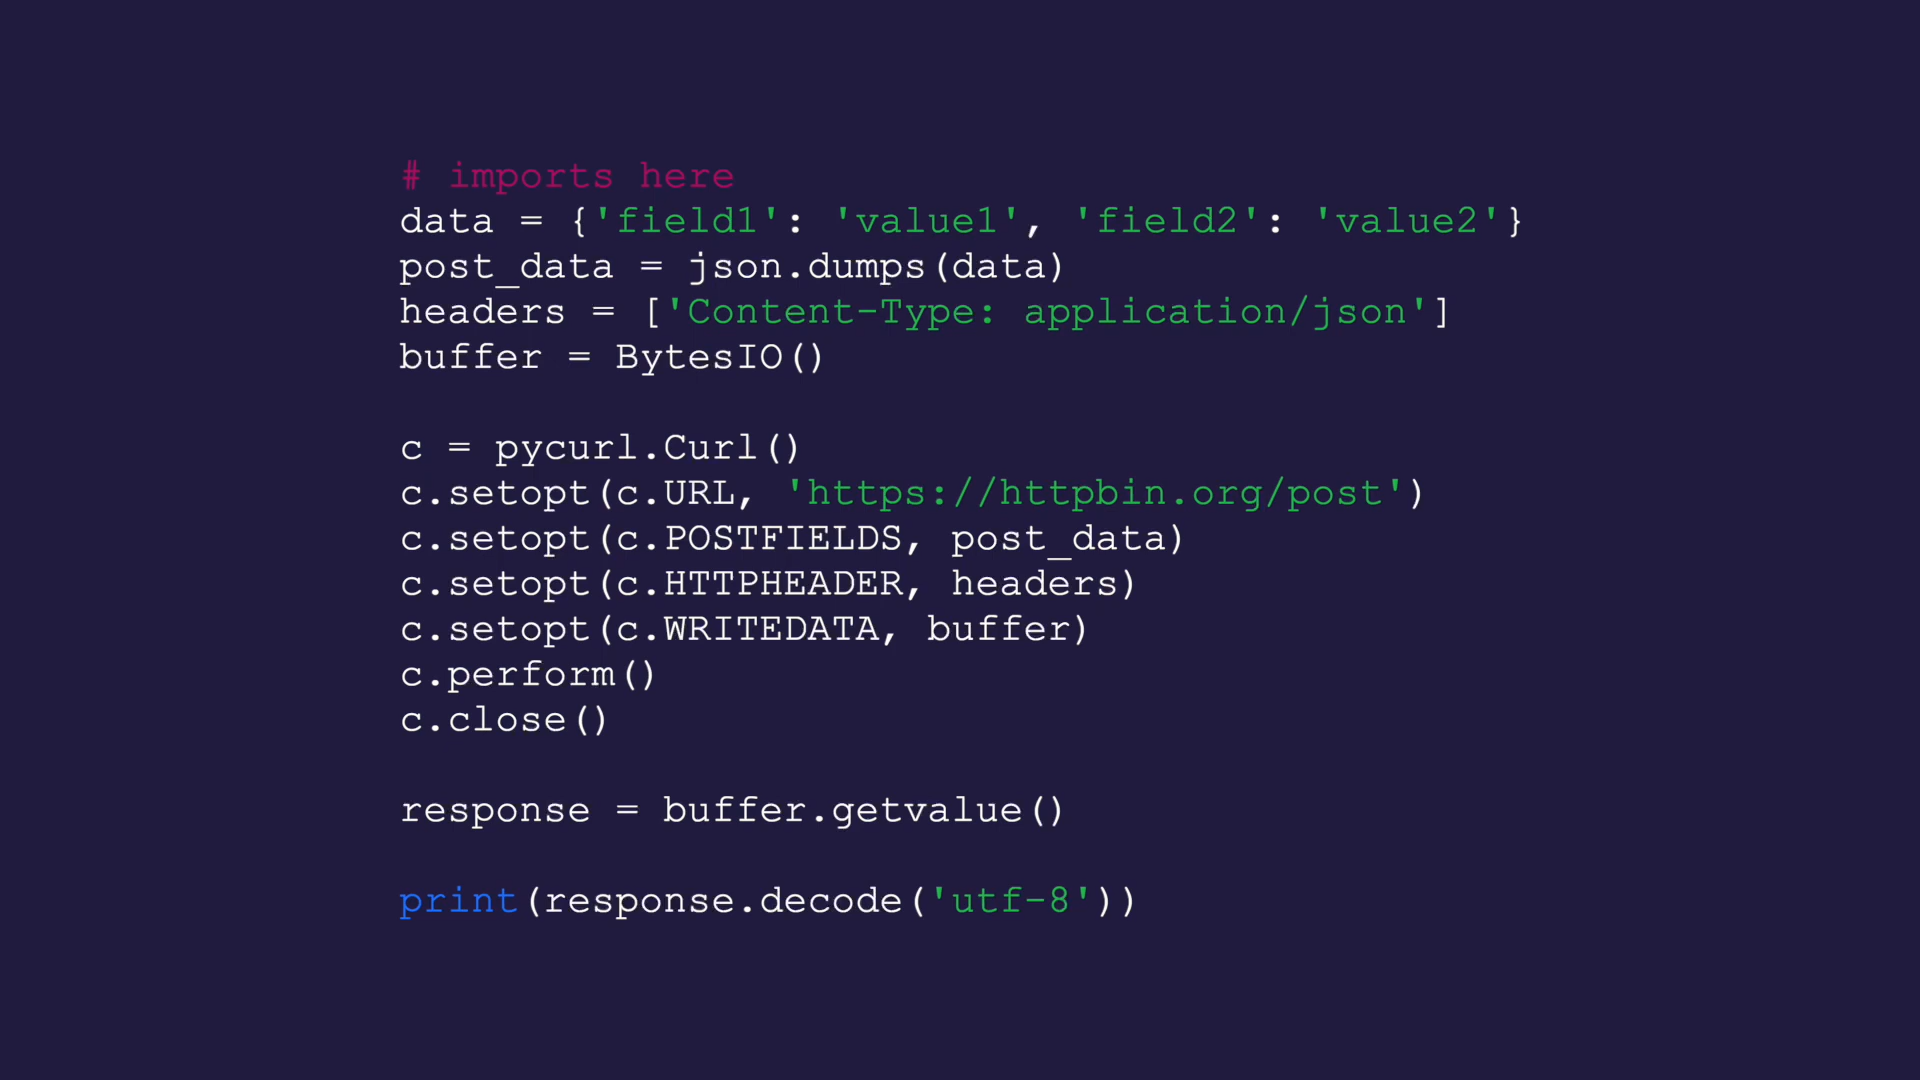 # imports here
data = {'field1': 'value1', 'field2': 'value2'}
post_data = json.dumps(data)
headers = ['Content-Type: application/json']
buffer = BytesIO()
c = pycurl.Curl()
c.setopt(c.URL, 'https://httpbin.org/post')
c.setopt(c.POSTFIELDS, post_data)
c.setopt(c.HTTPHEADER, headers)
c.setopt(c.WRITEDATA, buffer)
c.perform()
c.close()
response = buffer.getvalue()
print(response.decode('utf-8'))